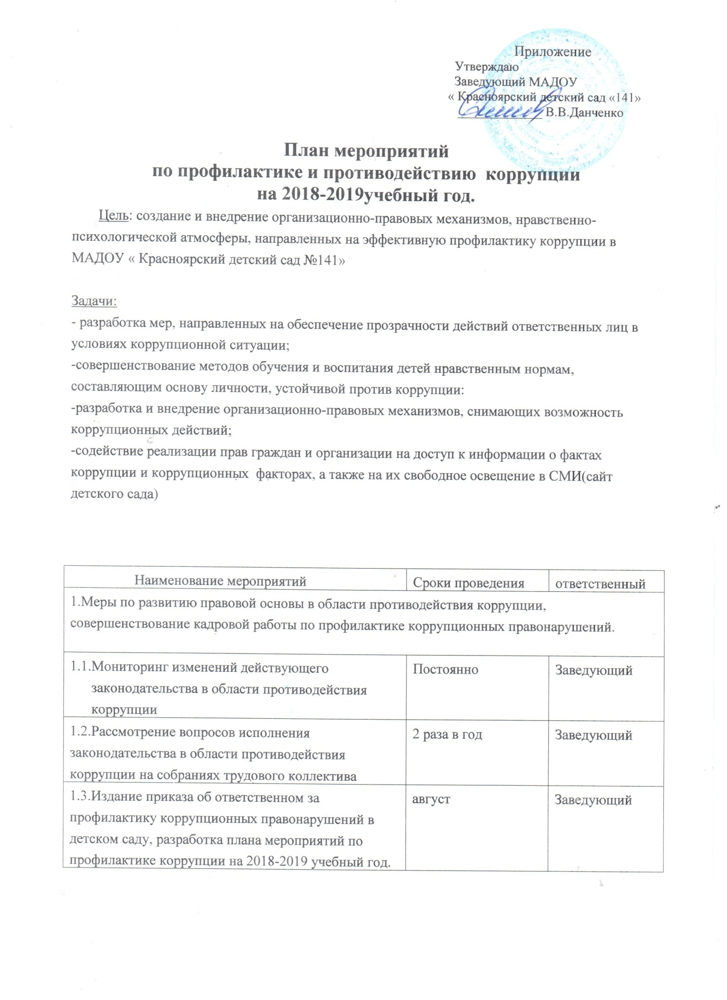 Приложение
Утверждаю
Заведующий МАДОУ
« Красноярский детский сад «141»
_____________ В.В.Данченко
План мероприятий
по профилактике и противодействию коррупции
на 2018-2019учебный год.
Цель: создание и внедрение организационно-правовых механизмов, нравственно-
психологической атмосферы, направленных на эффективную профилактику коррупции в
МАДОУ « Красноярский детский сад №141»
Задачи:
- разработка мер, направленных на обеспечение прозрачности действий ответственных лиц в
условиях коррупционной ситуации;
-совершенствование методов обучения и воспитания детей нравственным нормам,
составляющим основу личности, устойчивой против коррупции:
-разработка и внедрение организационно-правовых механизмов, снимающих возможность
коррупционных действий;
-содействие реализации прав граждан и организации на доступ к информации о фактах
коррупции и коррупционных факторах, а также на их свободное освещение в СМИ(сайт
детского сада)
Наименование мероприятий Сроки проведения ответственный
1.Меры по развитию правовой основы в области противодействия коррупции,
совершенствование кадровой работы по профилактике коррупционных правонарушений.
1.1.Мониторинг изменений действующего Постоянно Заведующий
законодательства в области противодействия
коррупции
1.2.Рассмотрение вопросов исполнения 2 раза в год Заведующий
законодательства в области противодействия
коррупции на собраниях трудового коллектива
1.3.Издание приказа об ответственном за август Заведующий
профилактику коррупционных правонарушений в
детском саду, разработка плана мероприятий по
профилактике коррупции на 2018-2019 учебный год.